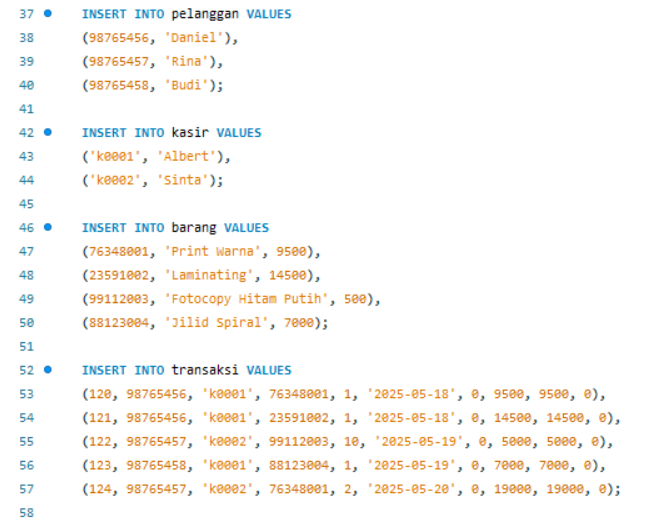 37 INSERT INTO pelanggan VALUES
38 (98765456, 'Daniel'),
39 (98765457, 'Rina'),
40 (98765458, 'Budi');
41
42 INSERT INTO kasir VALUES
43 ('k0001', 'Albert'),
44 ('k0002', 'Sinta');
45
46 INSERT INTO barang VALUES
47 (76348001, 'Print Warna', 9500),
48 (23591002, 'Laminating', 14500),
49 (99112003, 'Fotocopy Hitam Putih', 500),
50 (88123004, 'Jilid Spiral', 7000);
51
52 INSERT INTO transaksi VALUES
53 (120, 98765456, 'k0001', 76348001, 1, '2025-05-18', 0, 9500, 9500, 0),
54 (121, 98765456, 'k0001', 23591002, 1, '2025-05-18', 0, 14500, 14500, 0),
55 (122, 98765457, 'k0002', 99112003, 10, '2025-05-19', 0, 5000, 5000, 0),
56 (123, 98765458, 'k0001', 88123004, 1, '2025-05-19', 0, 7000, 7000, 0),
57 (124, 98765457, 'k0002', 76348001, 2, '2025-05-20', 0, 19000, 19000, 0);
58